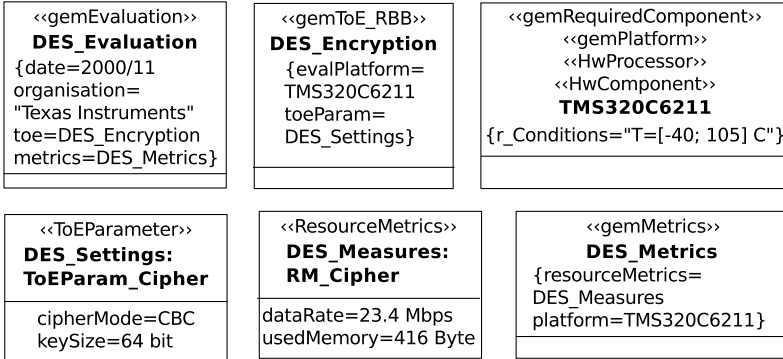 ‹‹gemEvaluation››
DES_Evaluation
{date=2000/11
organisation=
"Texas Instruments"
toe=DES_Encryption
metrics=DES_Metrics}
‹‹gemToE_RBB››
DES_Encryption
{evalPlatform=
TMS320C6211
toeParam=
DES_Settings}
‹‹gemRequiredComponent››
‹‹gemPlatform››
‹‹HwProcessor››
‹‹HwComponent››
TMS320C6211
{r_Conditions="T=[-40; 105] C"}
‹‹ToEParameter››
DES_Settings:
ToEParam_Cipher
cipherMode=CBC
keySize=64 bit
‹‹ResourceMetrics››
DES_Measures:
RM_Cipher
dataRate=23.4 Mbps
usedMemory=416 Byte
‹‹gemMetrics››
DES_Metrics
{resourceMetrics=
DES_Measures
platform=TMS320C6211}